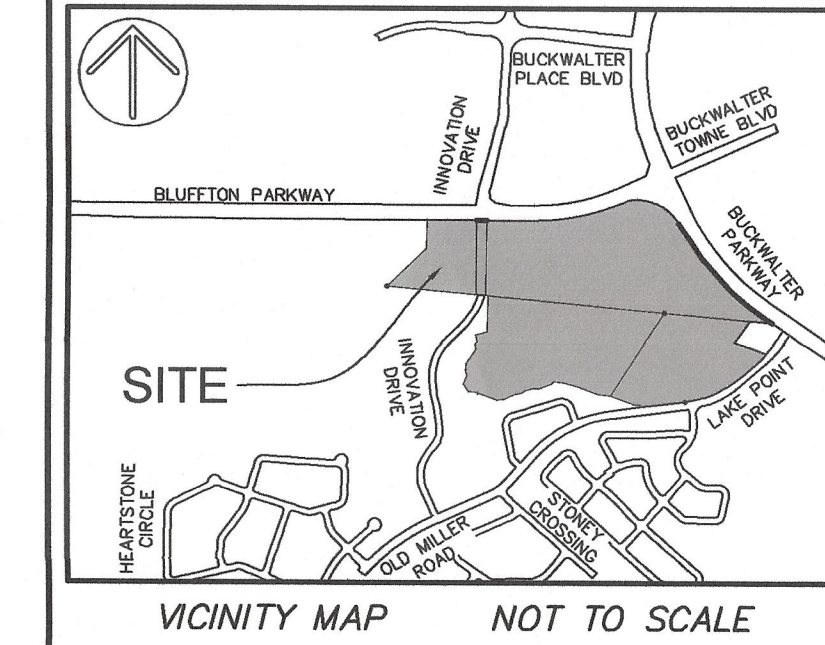 BUCKWALTER
PLACE BLVD
INNOVATION
DRIVE
BUCKWALTER
TOWNE BLVD
BLUFFTON PARKWAY
BUCKWALTER
PARKWAY
SITE
INNOVATION
DRIVE
LAKE POINT
DRIVE
HEARTSTONE
CIRCLE
OLD MILLER
ROAD
STONEY
CROSSING
VICINITY MAP NOT TO SCALE